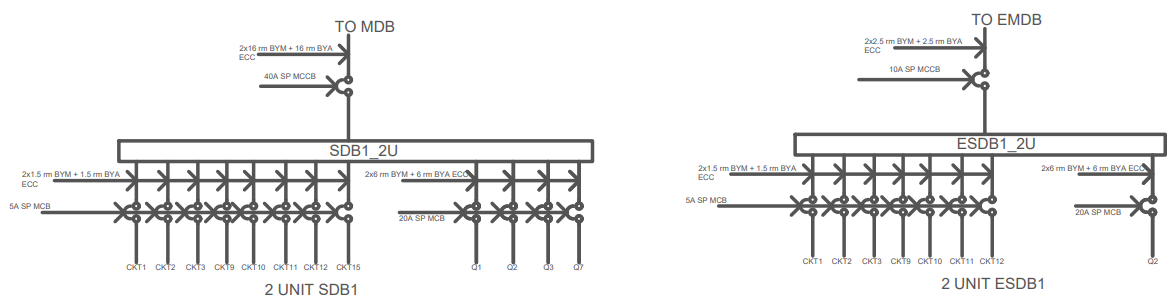 TO MDB
2x16 rm BYM + 16 rm BYA
ECC
40A SP MCCB
SDB1_2U
2x1.5 rm BYM + 1.5 rm BYA
ECC
2x6 rm BYM + 6 rm BYA ECC
5A SP MCB
20A SP MCB
CKT1 CKT2 CKT3 CKT9 CKT10 CKT11 CKT12 CKT15 Q1 Q2 Q3 Q7
2 UNIT SDB1
TO EMDB
2x2.5 rm BYM + 2.5 rm BYA
ECC
10A SP MCCB
ESDB1_2U
2x1.5 rm BYM + 1.5 rm BYA
ECC
2x6 rm BYM + 6 rm BYA ECC
5A SP MCB
20A SP MCB
CKT1 CKT2 CKT3 CKT9 CKT10 CKT11 CKT12 Q2
2 UNIT ESDB1